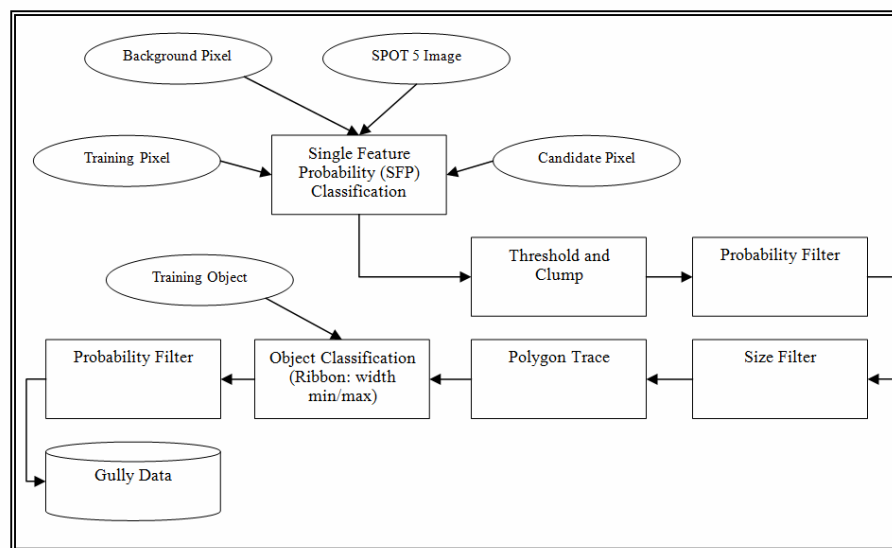 Background Pixel
SPOT 5 Image
Training Pixel
Single Feature
Probability (SFP)
Classification
Candidate Pixel
Threshold and
Clump
Probability Filter
Training Object
Probability Filter
Object Classification
(Ribbon: width
min/max)
Polygon Trace
Size Filter
Gully Data